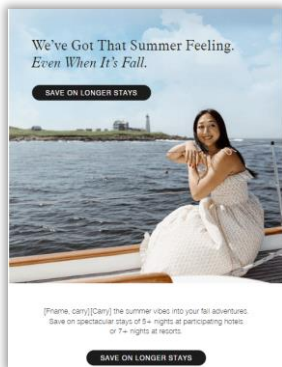 We've Got That Summer Feeling.
Even When It's Fall.
SAVE ON LONGER STAYS
[Fname, carry][Carry] the summer vibes into your fall adventures.
Save on spectacular stays of 5+ nights at participating hotels
or 7+ nights at resorts.
SAVE ON LONGER STAYS